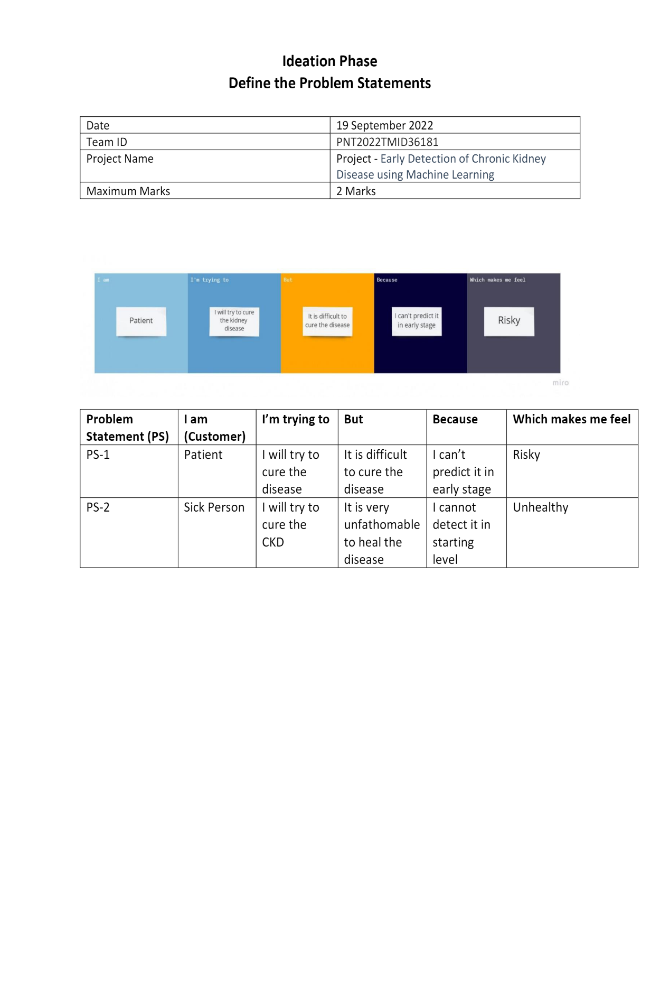 Ideation Phase
Define the Problem Statements
Date 19 September 2022
Team ID PNT2022TMID36181
Project Name Project - Early Detection of Chronic Kidney
Disease using Machine Learning
Maximum Marks 2 Marks
I am I'm trying to But Because Which makes me feel
Patient
I will try to cure
the kidney
disease
It is difficult to
cure the disease
I can't predict it
in early stage
Risky
miro
Problem I am I’m trying to But Because Which makes me feel
Statement (PS) (Customer)
PS-1 Patient I will try to It is difficult I can’t Risky
cure the to cure the predict it in
disease disease early stage
PS-2 Sick Person I will try to It is very I cannot Unhealthy
cure the unfathomable detect it in
CKD to heal the starting
disease level